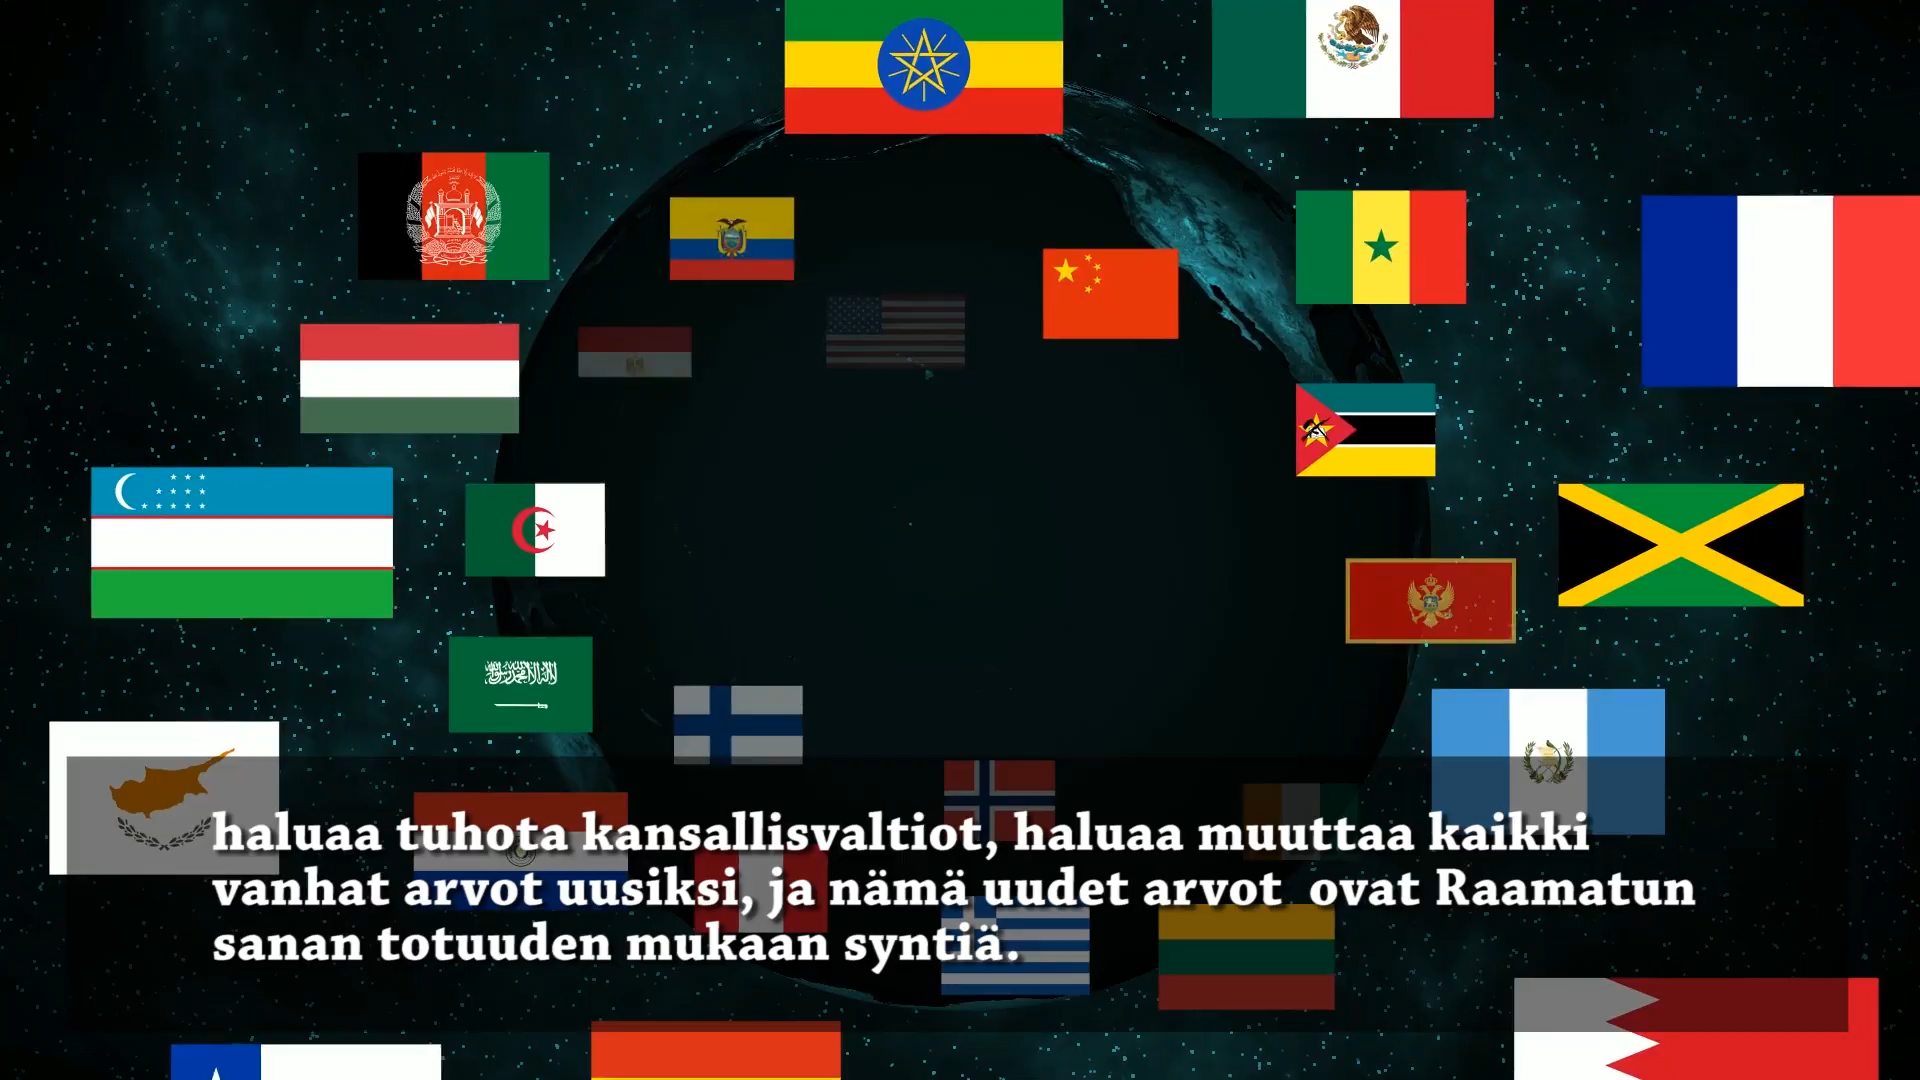 haluaa tuhota kansallisvaltiot, haluaa muuttaa kaikki
vanhat arvot uusiksi, ja nämä uudet arvot  ovat Raamatun
sanan totuuden mukaan syntiä.